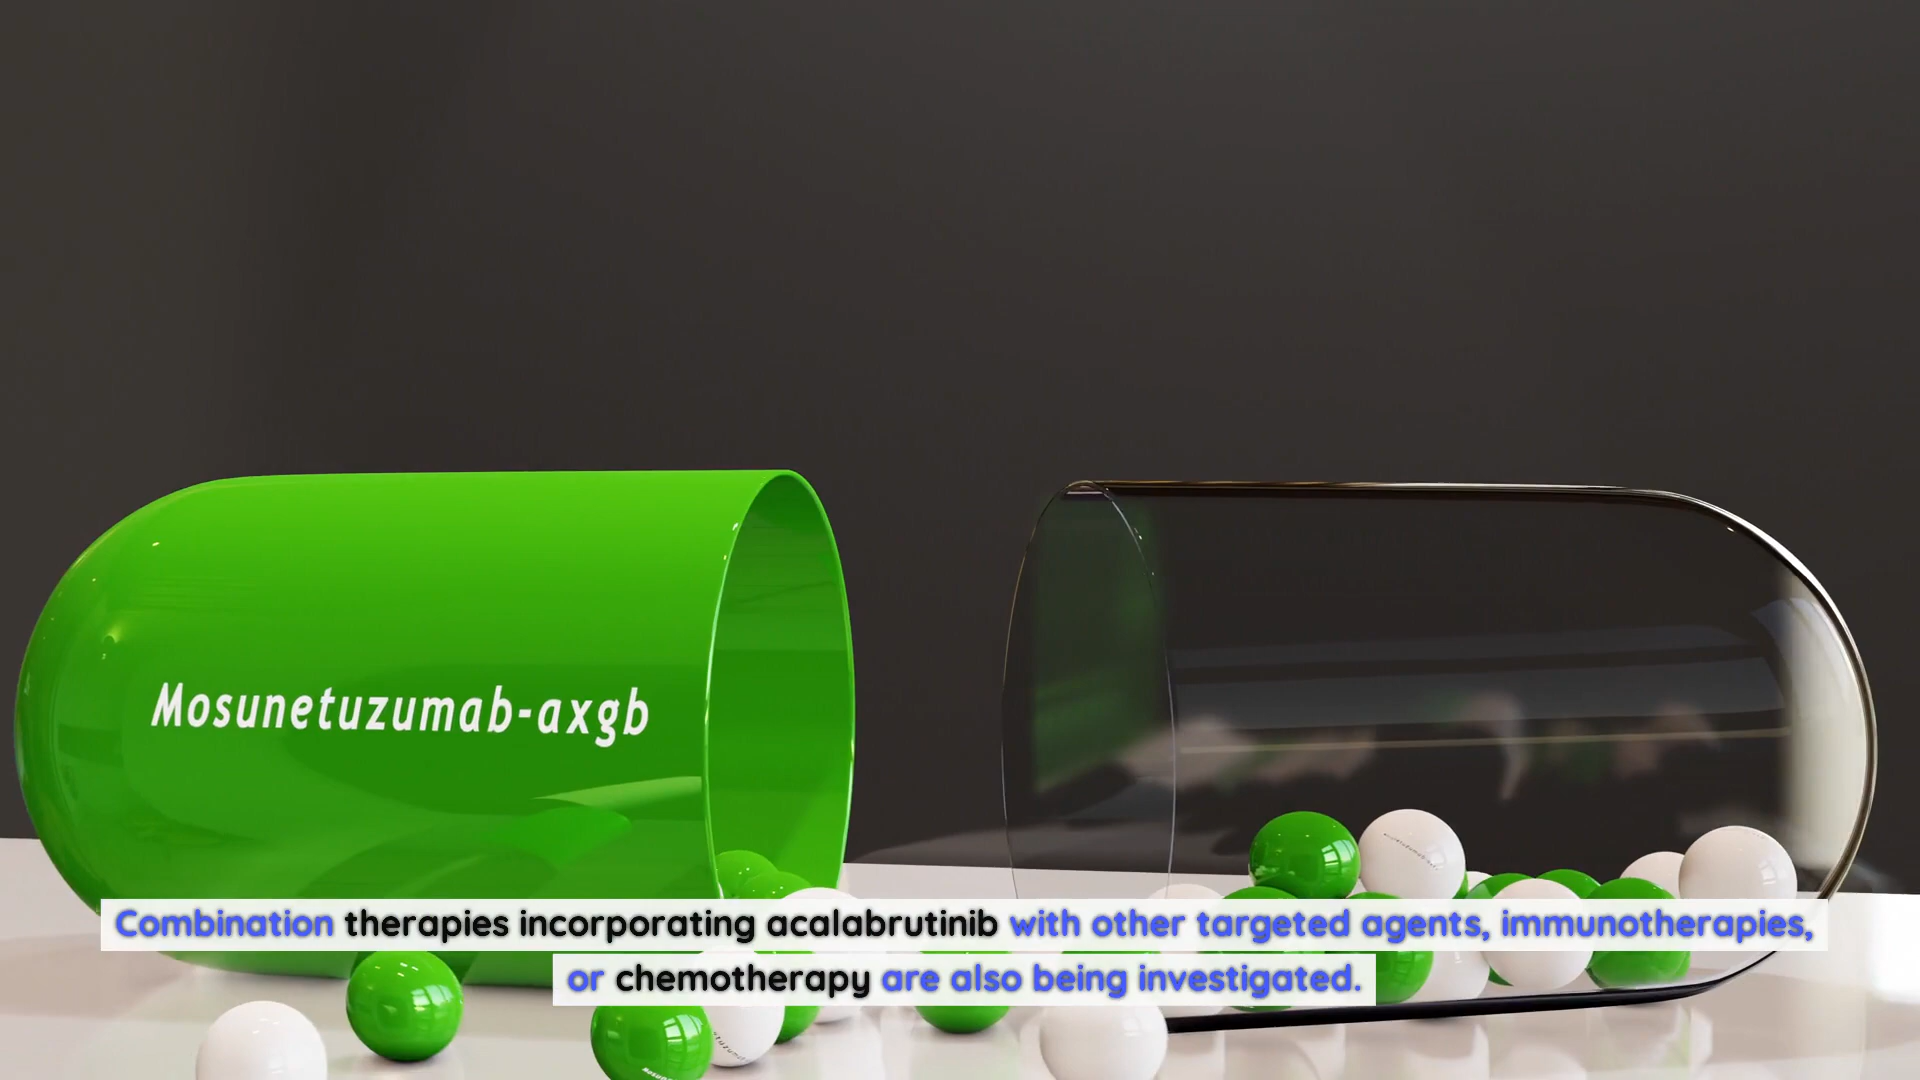 Mosunetuzumab-axgb
Combination therapies incorporating acalabrutinib with other targeted agents, immunotherapies,
or chemotherapy are also being investigated.